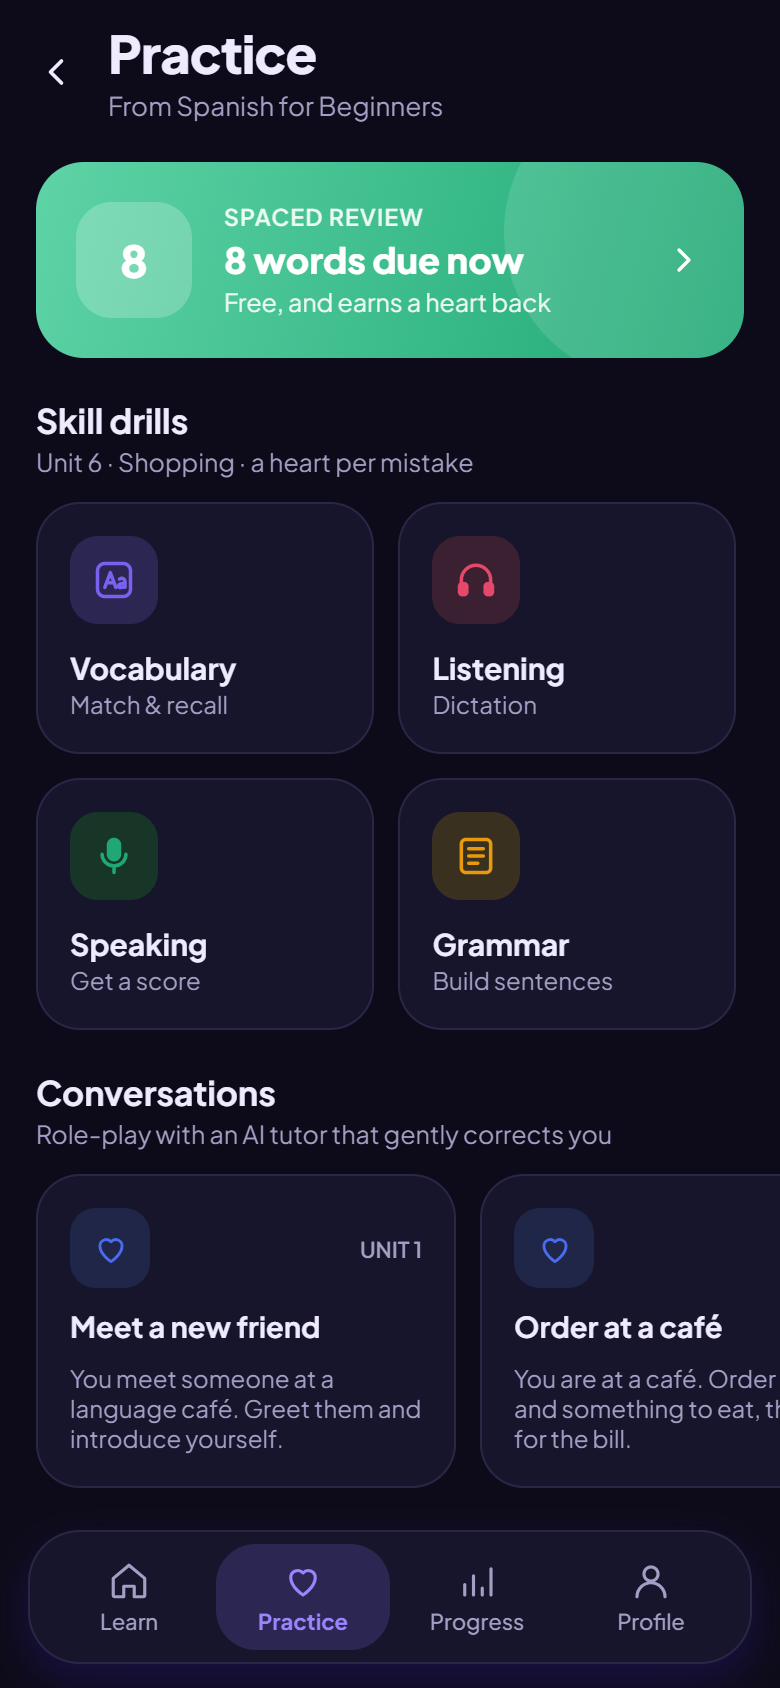 Practice
From Spanish for Beginners
8
SPACED REVIEW
8 words due now
Free, and earns a heart back
Skill drills
Unit 6 · Shopping · a heart per mistake
Aa
Vocabulary
Match & recall
Listening
Dictation
Speaking
Get a score
Grammar
Build sentences
Conversations
Role-play with an AI tutor that gently corrects you
UNIT 1
Meet a new friend
You meet someone at a
language café. Greet them and
introduce yourself.
Order at a café
You are at a café. Order
and something to eat,
for the bill.
Learn
Practice
Progress
Profile